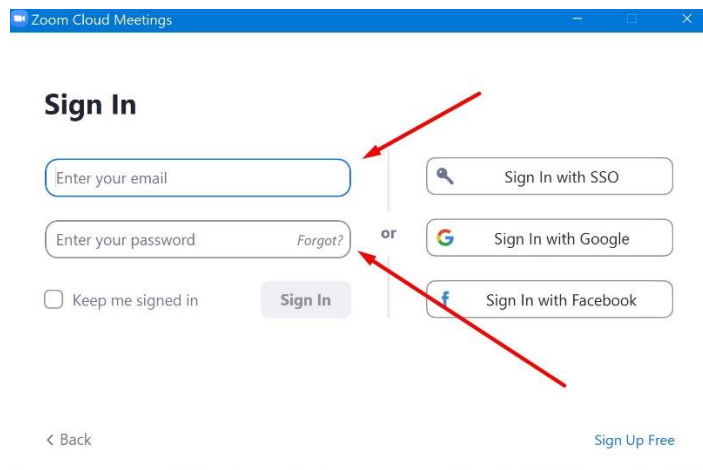 Zoom Cloud Meetings
Sign In
Enter your email
Enter your password Forgot?
Keep me signed in Sign In
or
Sign In with SSO
Sign In with Google
Sign In with Facebook
Back
Sign Up Free